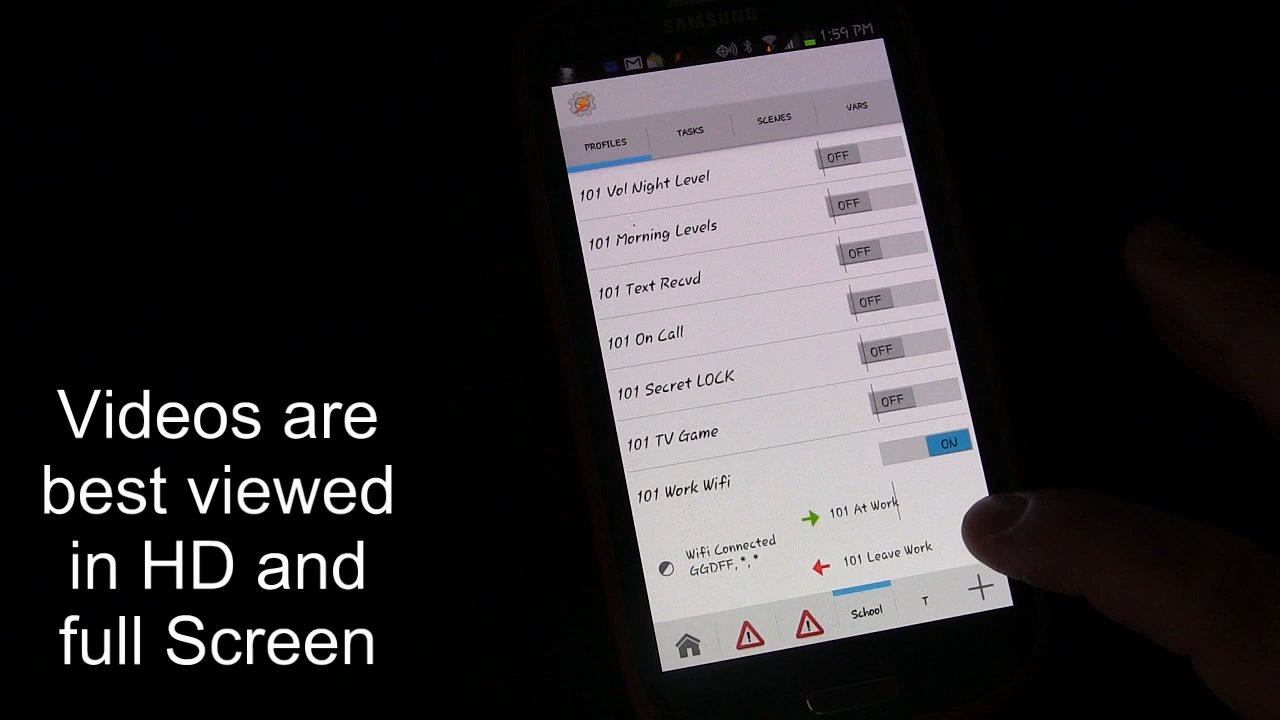 SAMSUNG
1:59 PM
PROFILES TASKS SCENES VARS
101 Vol Night Level OFF
101 Morning Levels OFF
101 Text Recvd OFF
101 On Call OFF
101 Secret LOCK OFF
101 TV Game OFF
101 Work Wifi ON
101 At Work
Wifi Connected
GGDFF,*,*
101 Leave Work
School T
Videos are
best viewed
in HD and
full Screen